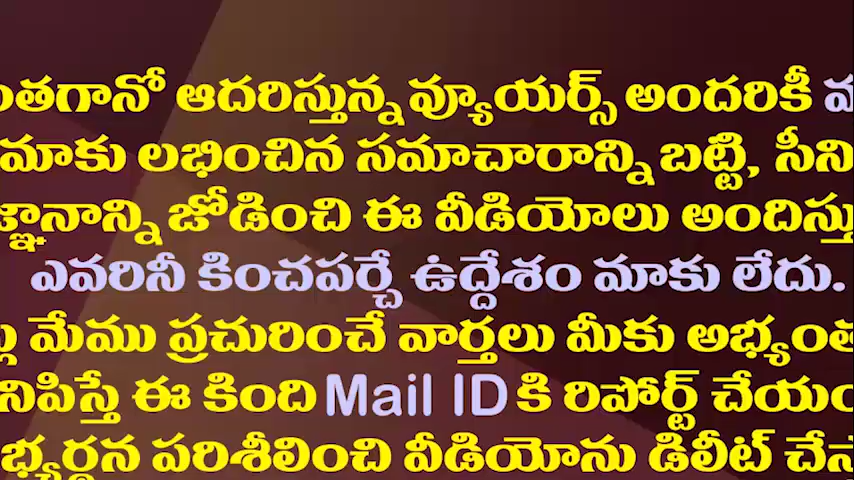 ంతగానో ఆదరిస్తున్న వ్యూయర్స్ అందరికీ
మాకు లభించిన సమాచారాన్ని బట్టి, సీని
జ్ఞానాన్ని జోడించి ఈ వీడియోలు అందిస్తు
ఎవరినీ కించపర్చే ఉద్దేశం మాకు లేదు.
మేము ప్రచురించే వార్తలు మీకు అభ్యంత
నిపిస్తే ఈ కింది Mail ID కి రిపోర్ట్ చేయం
భ్యర్థన పరిశీలించి వీడియోను డిలీట్ చేస